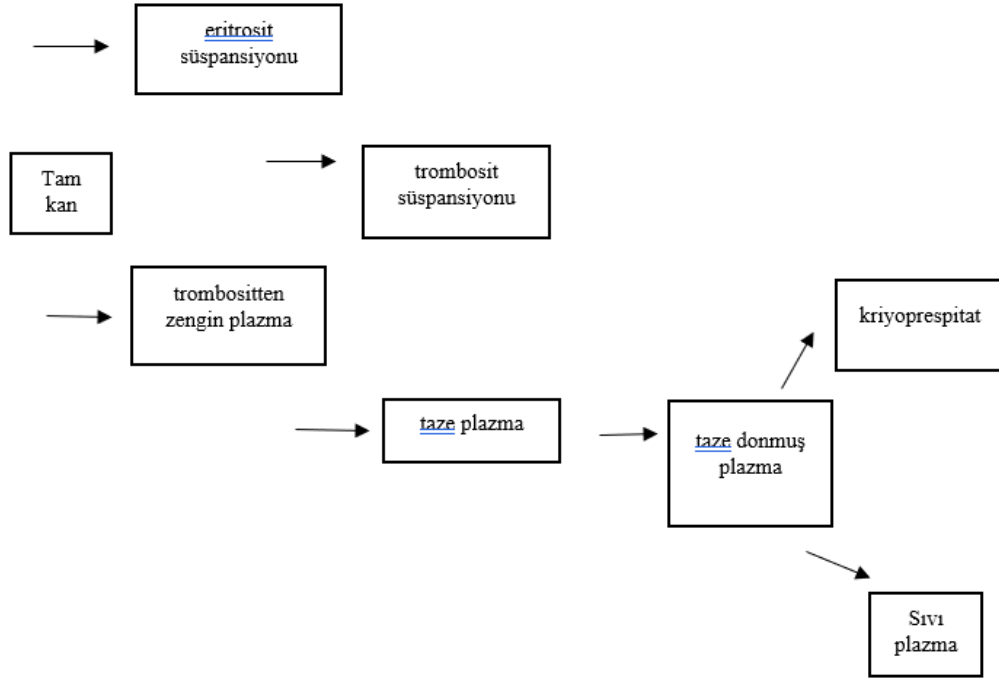 eritrosit
süspansiyonu
Tam
kan
trombosit
süspansiyonu
trombositten
zengin plazma
kriyoprespitat
taze plazma
taze donmuş
plazma
Sıvı
plazma